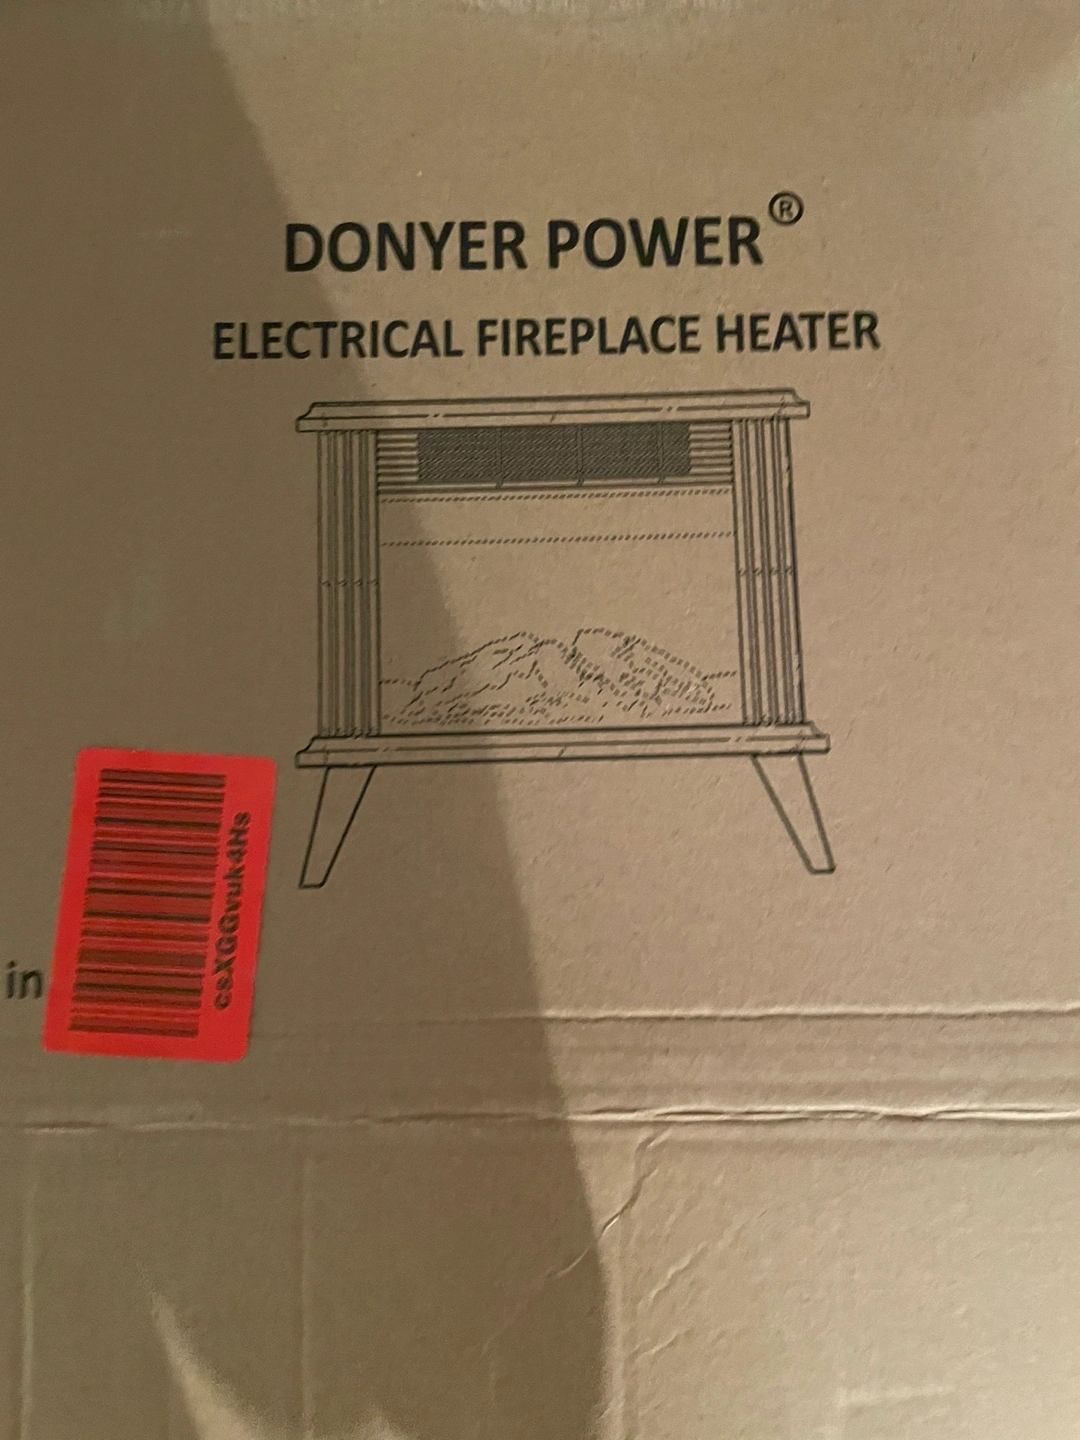 DONYER POWER®
ELECTRICAL FIREPLACE HEATER
in
csXGGvuk4Hs